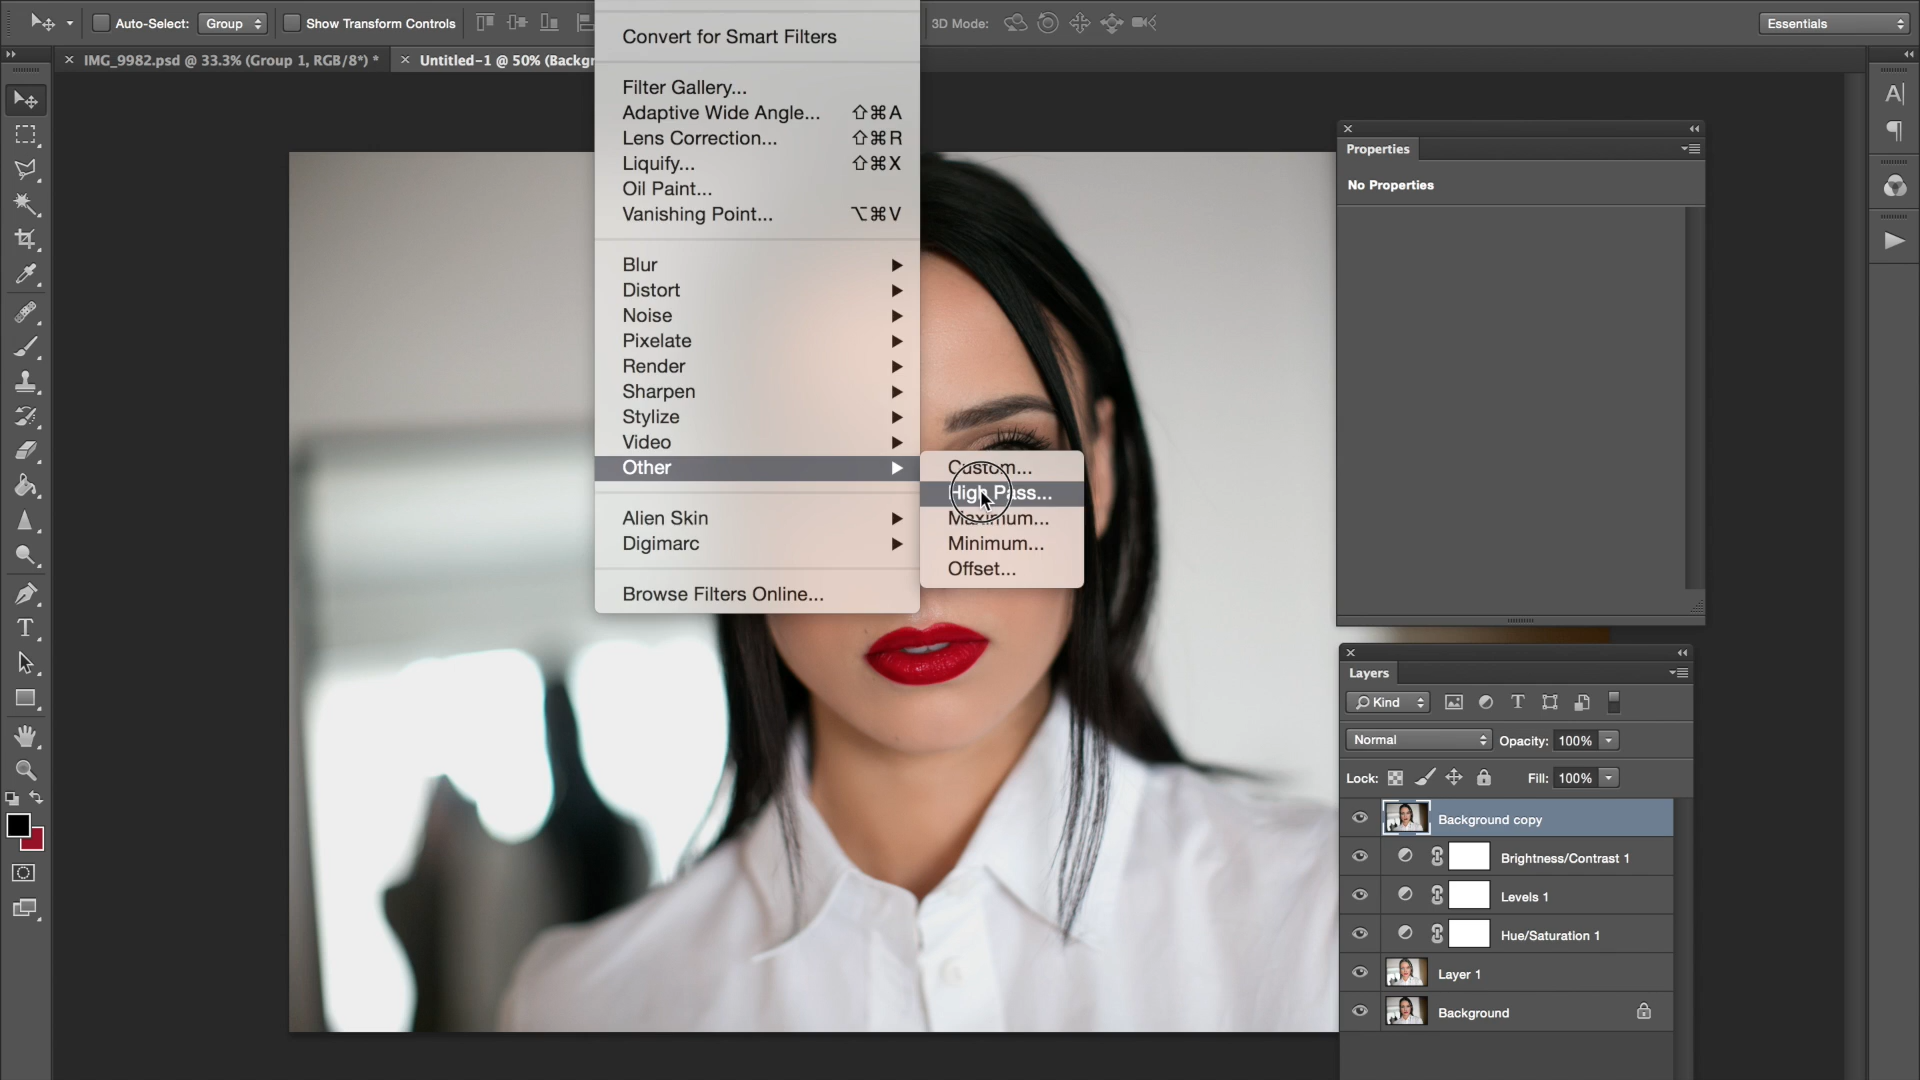 Auto-Select: Group Show Transform Controls 3D Mode: Essentials
× IMG_9982.psd @ 33.3% (Group 1, RGB/8*) * × Untitled-1 @ 50% (Backgr
Convert for Smart Filters
Filter Gallery...
Adaptive Wide Angle... ⇧⌘A
Lens Correction... ⇧⌘R
Liquify... ⇧⌘X
Oil Paint...
Vanishing Point... ⌥⌘V
Blur
Distort
Noise
Pixelate
Render
Sharpen
Stylize
Video
Other
Alien Skin
Digimarc
Browse Filters Online...
Custom...
High Pass...
Maximum...
Minimum...
Offset...
Properties
No Properties
Layers
Kind
Normal Opacity: 100%
Lock: Fill: 100%
Background copy
Brightness/Contrast 1
Levels 1
Hue/Saturation 1
Layer 1
Background